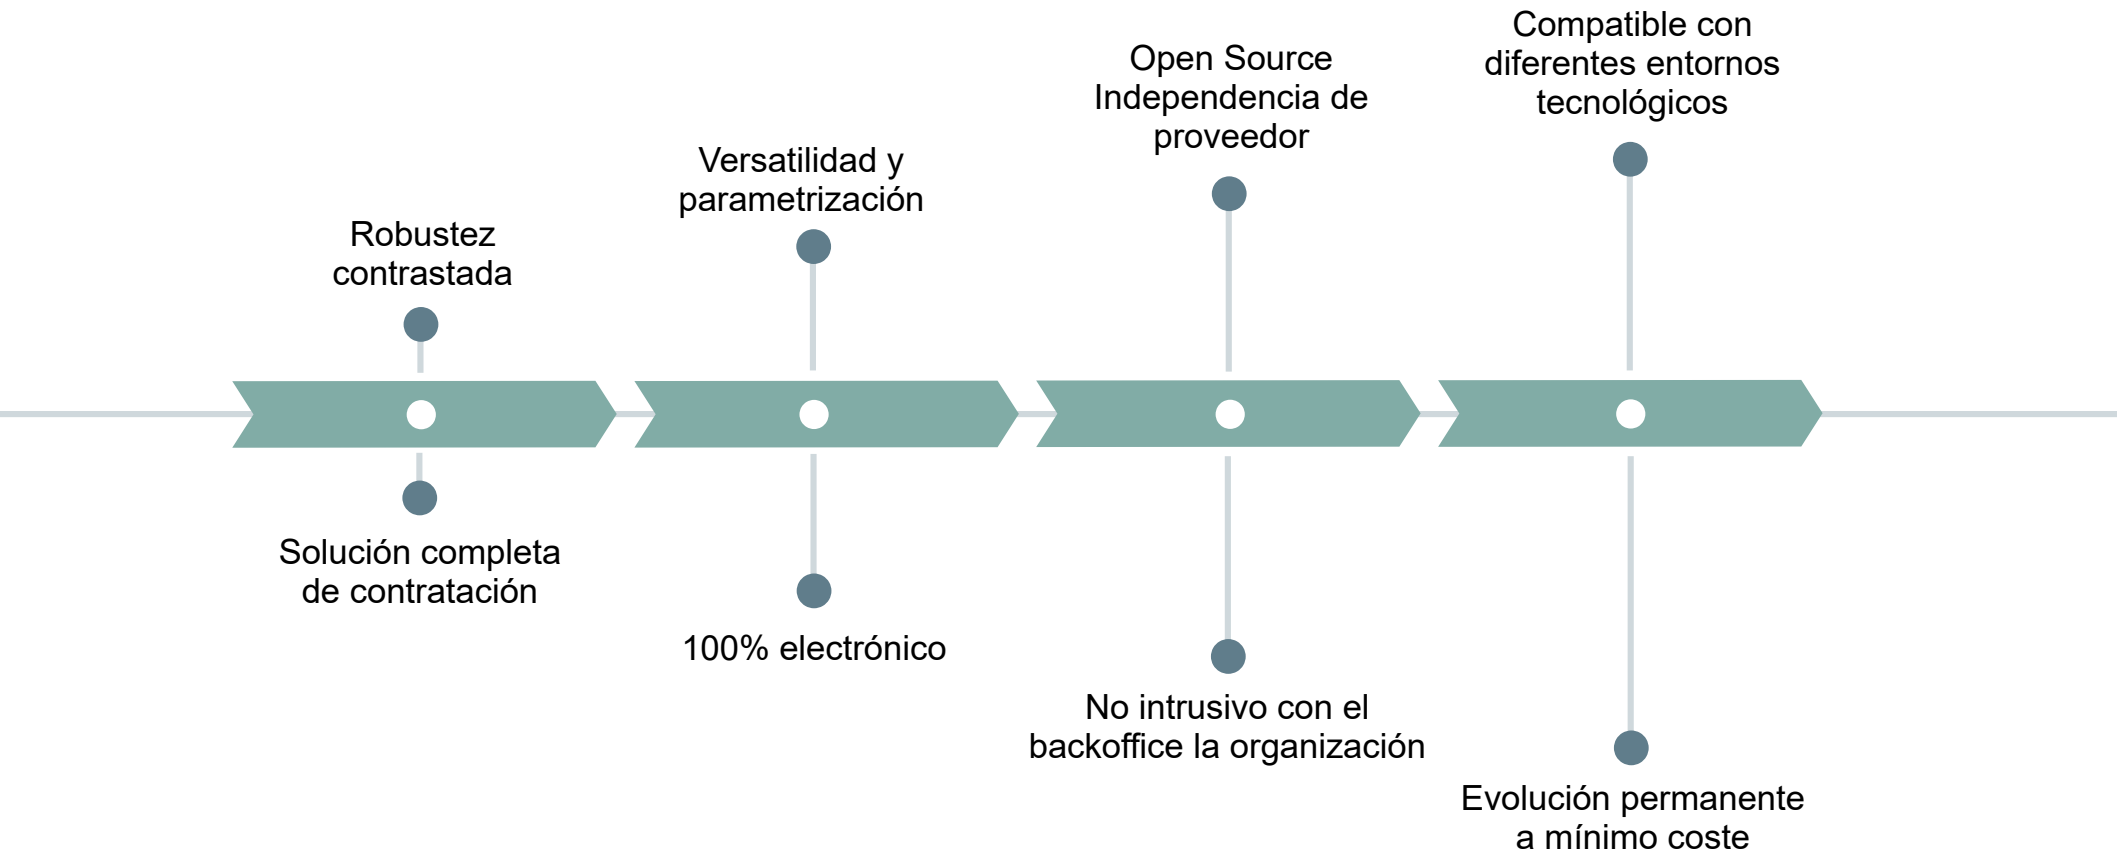 Robustez
contrastada
Solución completa
de contratación
Versatilidad y
parametrización
100% electrónico
Open Source
Independencia de
proveedor
No intrusivo con el
backoffice la organización
Compatible con
diferentes entornos
tecnológicos
Evolución permanente
a mínimo coste